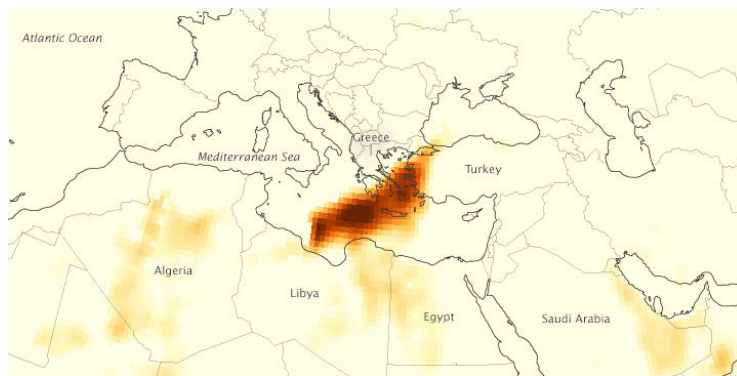 Atlantic Ocean
Greece
Mediterranean Sea
Turkey
Algeria
Libya
Egypt
Saudi Arabia